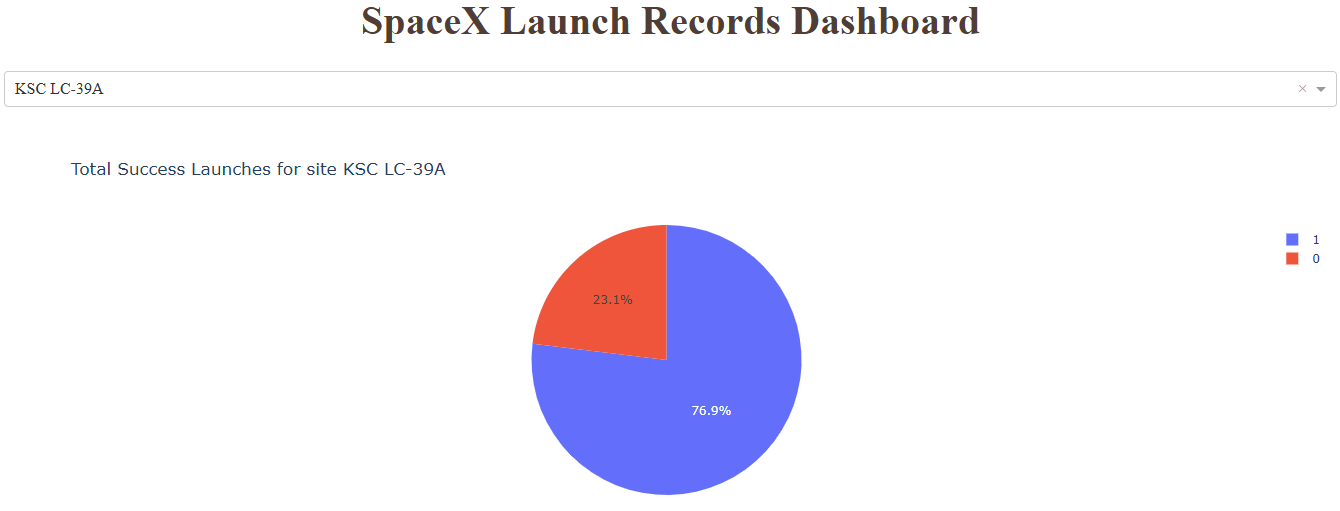 SpaceX Launch Records Dashboard
KSC LC-39A
Total Success Launches for site KSC LC-39A
1
0
23.1%
76.9%